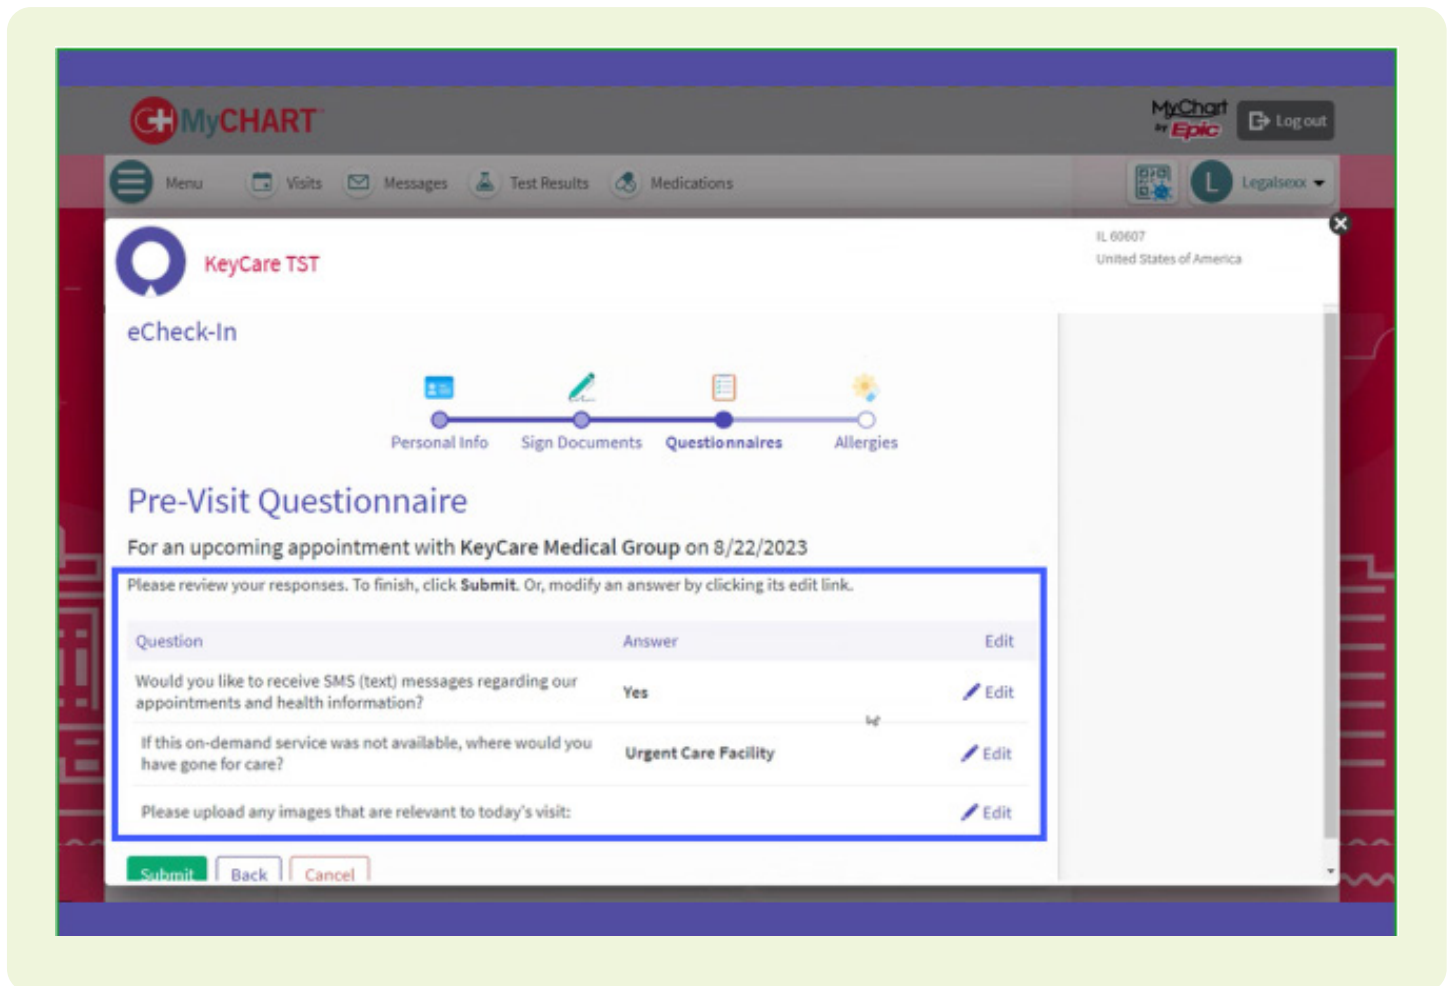 MyCHART
MyChart
by Epic
Log out
Menu
Visits
Messages
Test Results
Medications
L
Legalsexx
KeyCare TST
IL 60607
United States of America
eCheck-In
Personal Info
Sign Documents
Questionnaires
Allergies
Pre-Visit Questionnaire
For an upcoming appointment with KeyCare Medical Group on 8/22/2023
Please review your responses. To finish, click Submit. Or, modify an answer by clicking its edit link.
Question Answer Edit
Would you like to receive SMS (text) messages regarding our
appointments and health information?
Yes
Edit
If this on-demand service was not available, where would you
have gone for care?
Urgent Care Facility
Edit
Please upload any images that are relevant to today's visit:
Edit
Submit
Back
Cancel